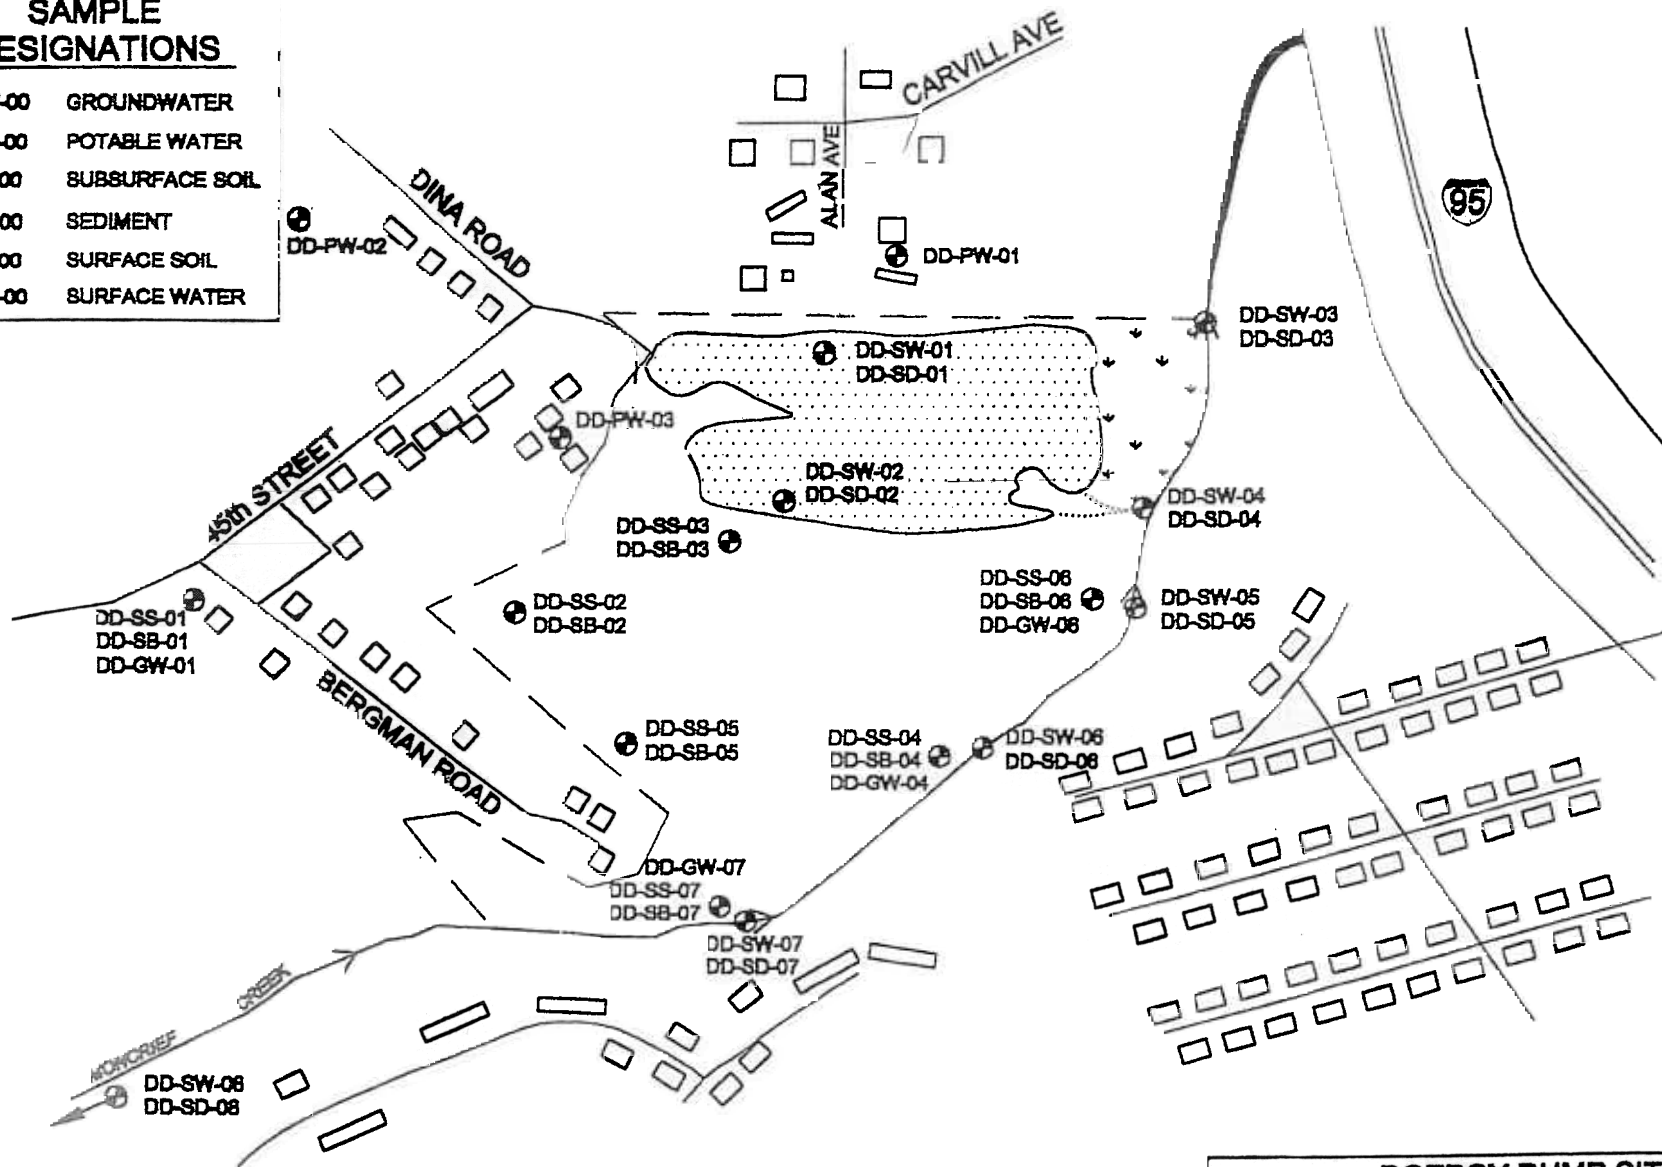 SAMPLE
ESIGNATIONS
-00 GROUNDWATER
-00 POTABLE WATER
00 SUBSURFACE SOIL
00 SEDIMENT
00 SURFACE SOIL
-00 SURFACE WATER
CARVILL AVE
ALAN AVE
DINA ROAD
95
DD-PW-02
DD-PW-01
DD-SW-03
DD-SD-03
DD-SW-01
DD-SD-01
DD-PW-03
45th STREET
DD-SW-02
DD-SD-02
DD-SW-04
DD-SD-04
DD-SS-03
DD-SB-03
DD-SS-06
DD-SB-06
DD-GW-06
DD-SW-05
DD-SD-05
DD-SS-02
DD-SB-02
DD-SS-01
DD-SB-01
DD-GW-01
BERGMAN ROAD
DD-SS-05
DD-SB-05
DD-SS-04
DD-SB-04
DD-GW-04
DD-SW-06
DD-SD-06
DD-GW-07
DD-SS-07
DD-SB-07
DD-SW-07
DD-SD-07
MONCRIEF CREEK
DD-SW-08
DD-SD-08